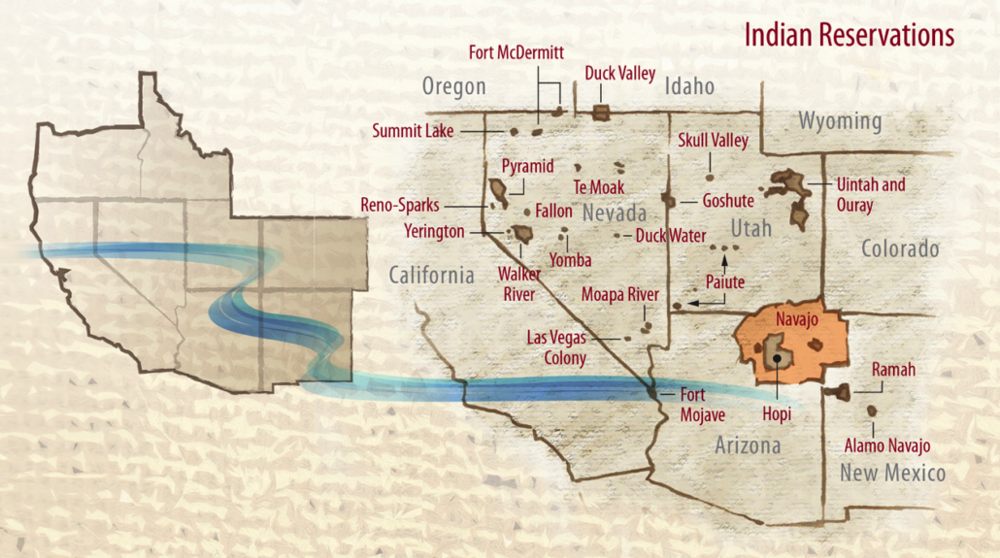 Indian Reservations
Fort McDermitt
Duck Valley
Oregon
Idaho
Wyoming
Summit Lake
Skull Valley
Pyramid
Te Moak
Uintah and
Ouray
Reno-Sparks
Fallon
Nevada
Goshute
Yerington
Duck Water
Utah
Colorado
Yomba
California
Walker
River
Moapa River
Paiute
Navajo
Las Vegas
Colony
Ramah
Fort
Mojave
Hopi
Arizona
Alamo Navajo
New Mexico